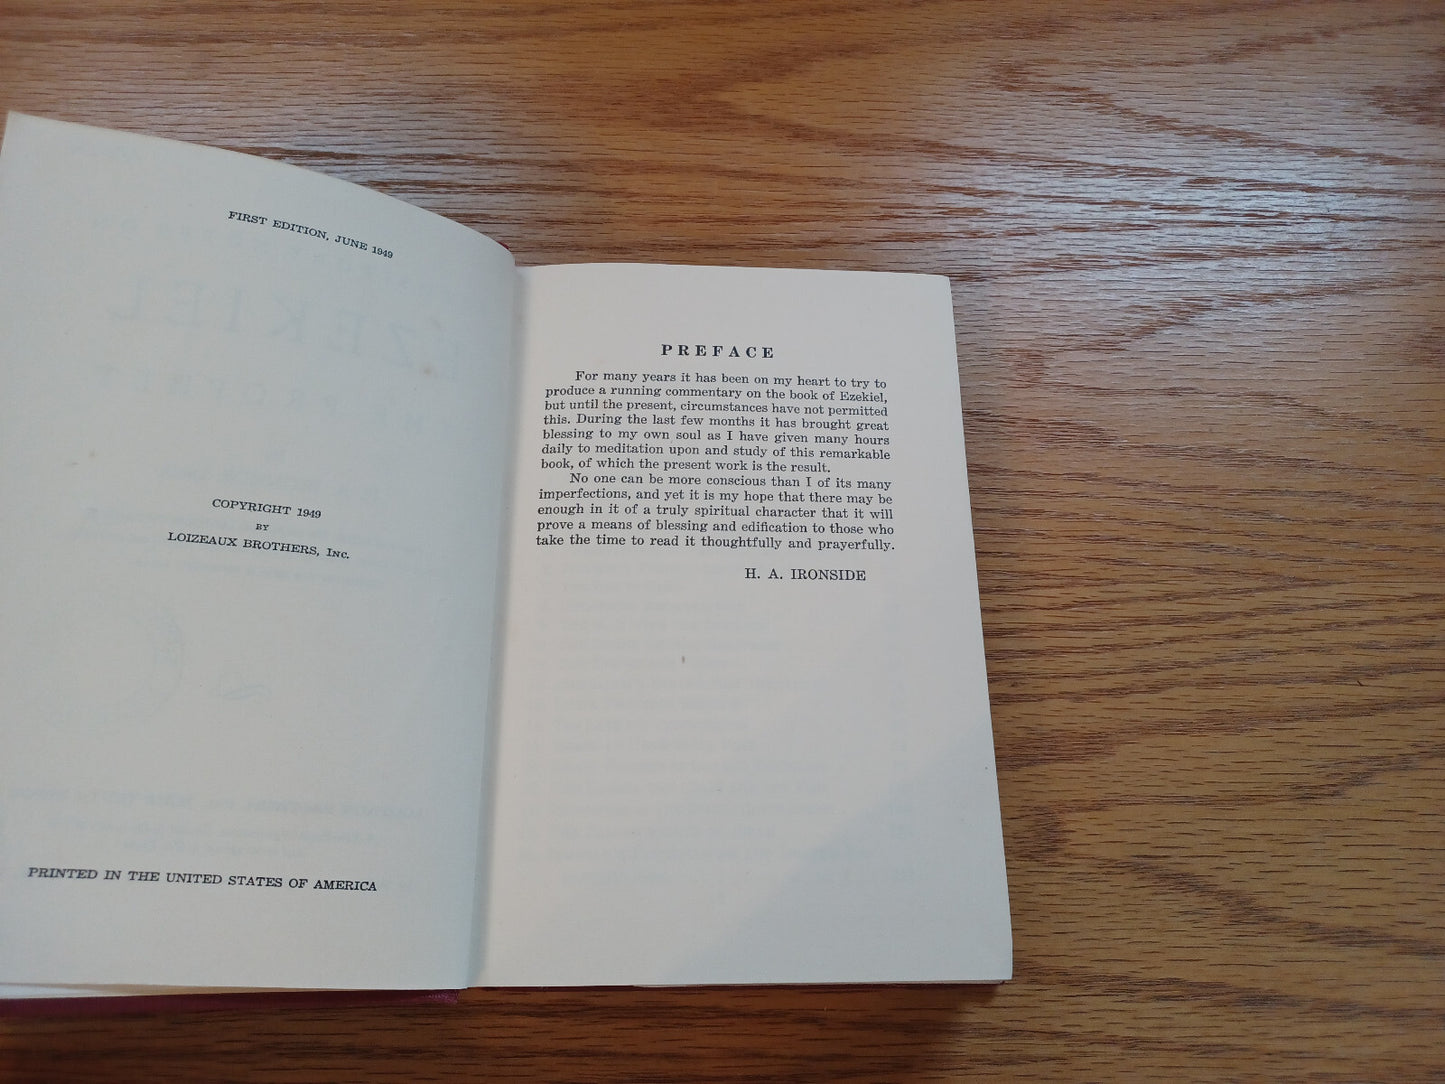 FIRST EDITION, JUNE 1949
COPYRIGHT 1949
BY
LOIZEAUX BROTHERS, Inc.
PRINTED IN THE UNITED STATES OF AMERICA
PREFACE
For many years it has been on my heart to try to
produce a running commentary on the book of Ezekiel,
but until the present, circumstances have not permitted
this. During the last few months it has brought great
blessing to my own soul as I have given many hours
daily to meditation upon and study of this remarkable
book, of which the present work is the result.
No one can be more conscious than I of its many
imperfections, and yet it is my hope that there may be
enough in it of a truly spiritual character that it will
prove a means of blessing and edification to those who
take the time to read it thoughtfully and prayerfully.
H. A. IRONSIDE